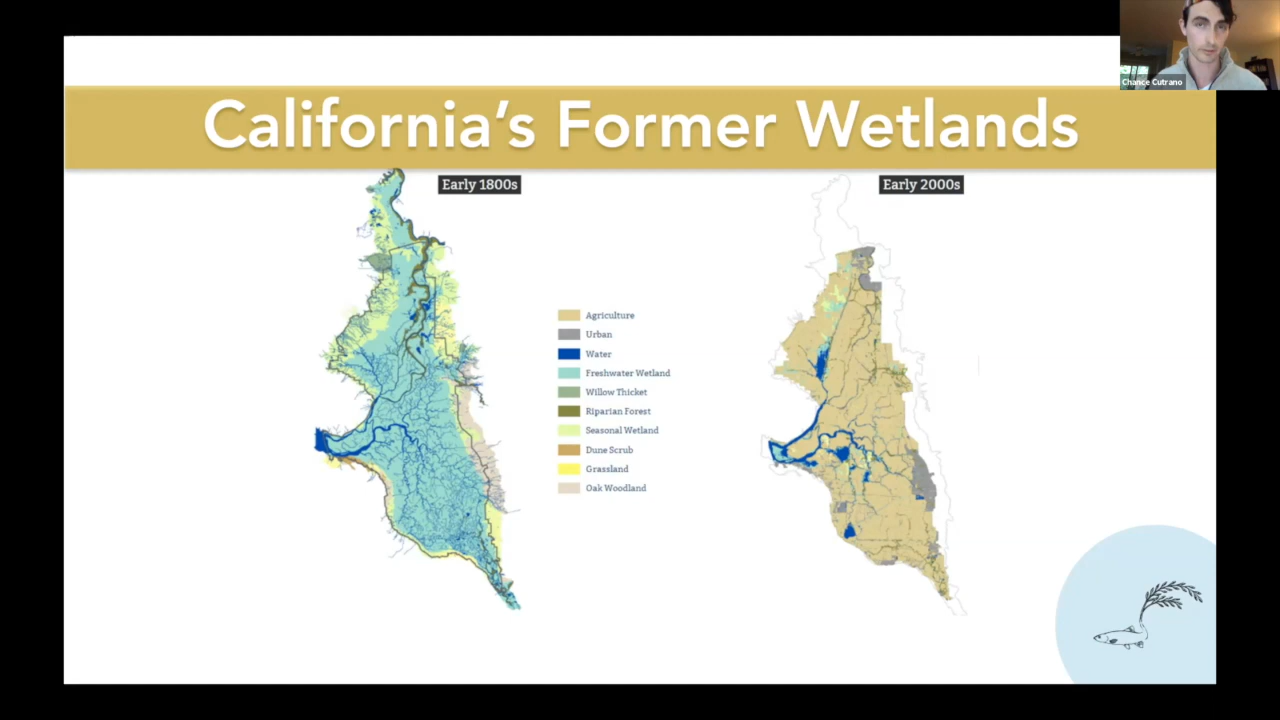 Chance Cutrano
California's Former Wetlands
Early 1800s
Early 2000s
Agriculture
Urban
Water
Freshwater Wetland
Willow Thicket
Riparian Forest
Seasonal Wetland
Dune Scrub
Grassland
Oak Woodland